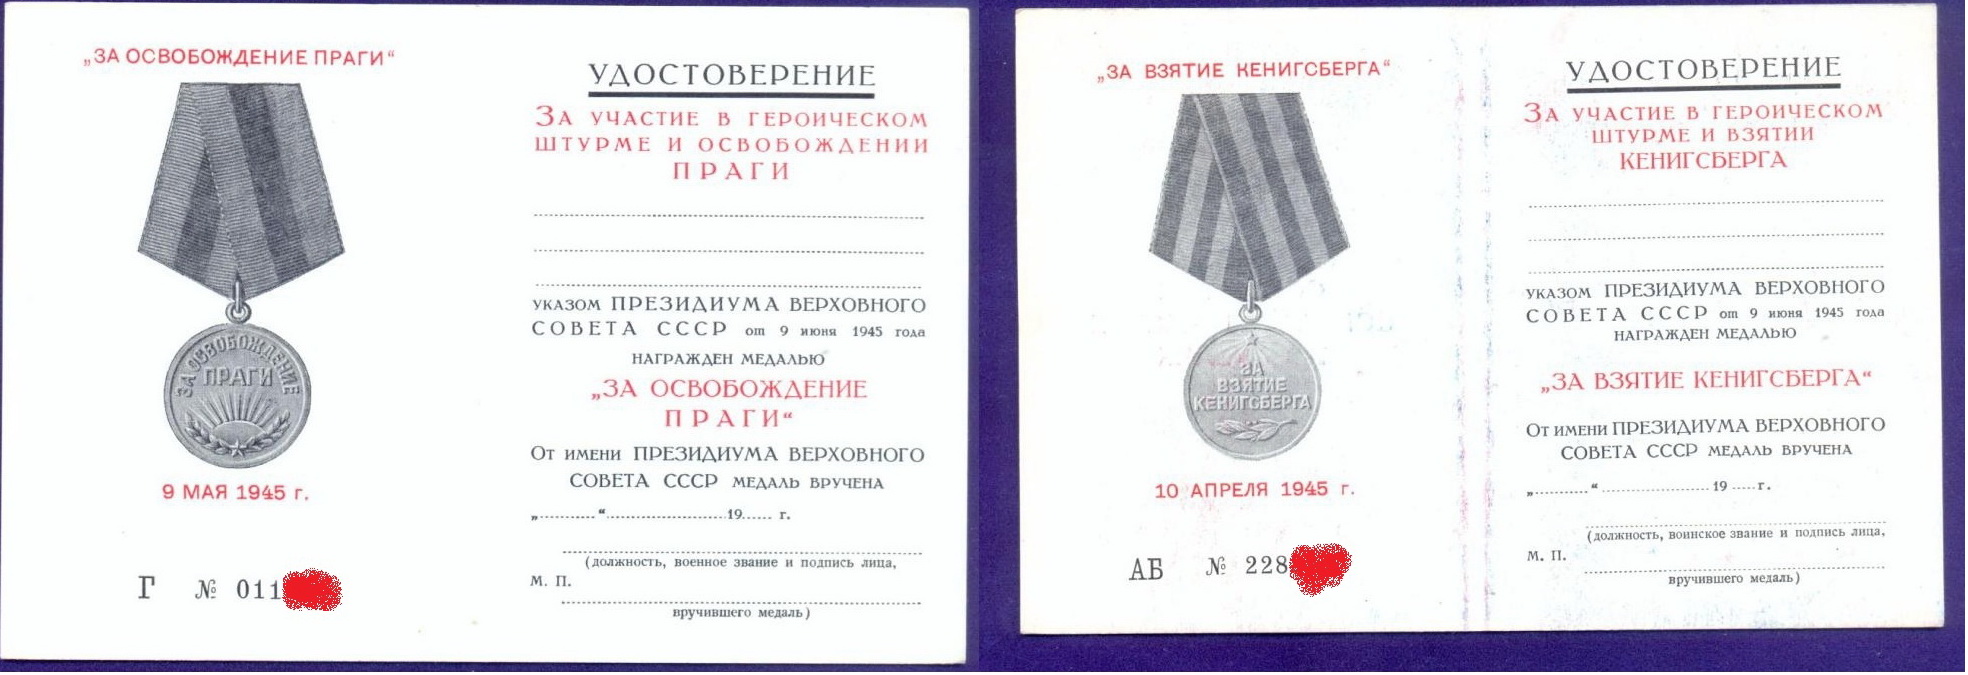 „ЗА ОСВОБОЖДЕНИЕ ПРАГИ“
ЗА ОСВОБОЖДЕНИЕ
ПРАГИ
9 МАЯ 1945 г.
Г № 011
УДОСТОВЕРЕНИЕ
ЗА УЧАСТИЕ В ГЕРОИЧЕСКОМ
ШТУРМЕ И ОСВОБОЖДЕНИИ
ПРАГИ
УКАЗОМ ПРЕЗИДИУМА ВЕРХОВНОГО
СОВЕТА СССР от 9 июня 1945 года
НАГРАЖДЕН МЕДАЛЬЮ
„ЗА ОСВОБОЖДЕНИЕ
ПРАГИ“
ОТ ИМЕНИ ПРЕЗИДИУМА ВЕРХОВНОГО
СОВЕТА СССР МЕДАЛЬ ВРУЧЕНА
„..........“......................19...... г.
(должность, военное звание и подпись лица,
М. П.
вручившего медаль)
„ЗА ВЗЯТИЕ КЕНИГСБЕРГА“
ЗА
ВЗЯТИЕ
КЕНИГСБЕРГА
10 АПРЕЛЯ 1945 г.
АБ № 228
УДОСТОВЕРЕНИЕ
ЗА УЧАСТИЕ В ГЕРОИЧЕСКОМ
ШТУРМЕ И ВЗЯТИИ
КЕНИГСБЕРГА
УКАЗОМ ПРЕЗИДИУМА ВЕРХОВНОГО
СОВЕТА СССР от 9 июня 1945 года
НАГРАЖДЕН МЕДАЛЬЮ
„ЗА ВЗЯТИЕ КЕНИГСБЕРГА“
ОТ ИМЕНИ ПРЕЗИДИУМА ВЕРХОВНОГО
СОВЕТА СССР МЕДАЛЬ ВРУЧЕНА
„..........“......................19.....г.
(должность, воинское звание и подпись лица,
М. П.
вручившего медаль)